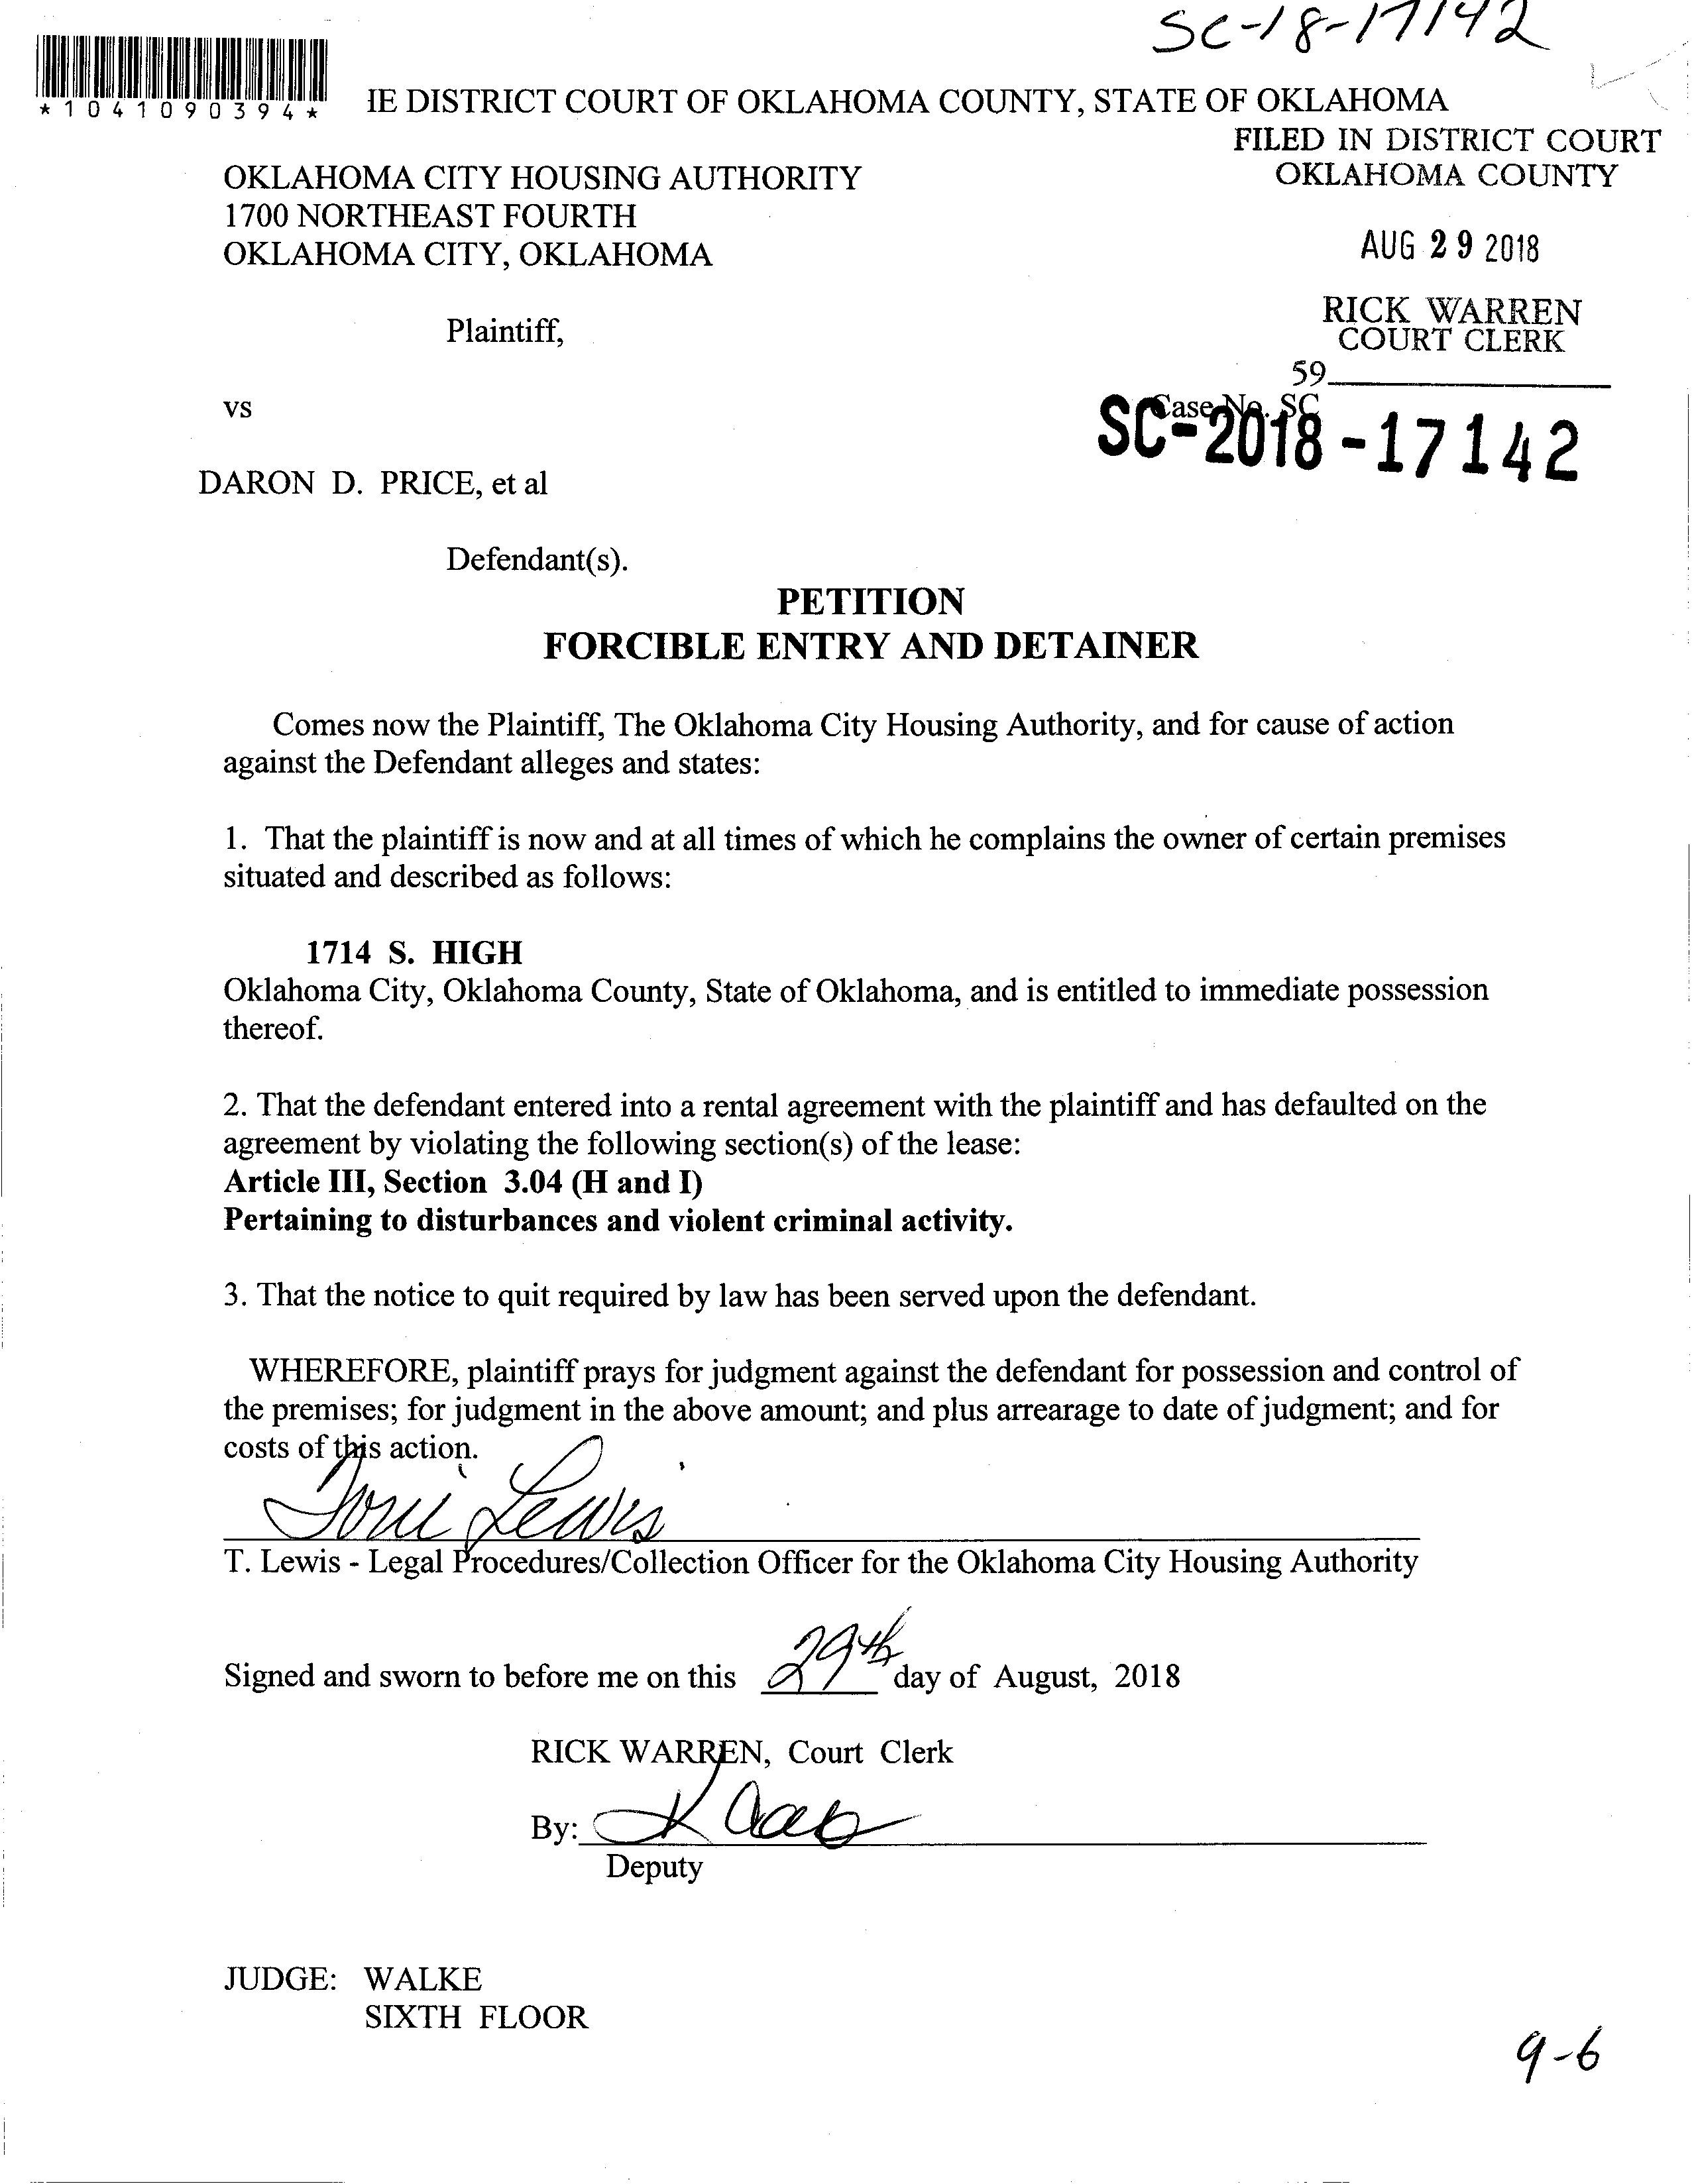 SC-18-17142
*1041090394*
IE DISTRICT COURT OF OKLAHOMA COUNTY, STATE OF OKLAHOMA
FILED IN DISTRICT COURT
OKLAHOMA COUNTY
OKLAHOMA CITY HOUSING AUTHORITY
1700 NORTHEAST FOURTH
OKLAHOMA CITY, OKLAHOMA
AUG 29 2018
RICK WARREN
COURT CLERK
59
Plaintiff,
vs
Case No. SC
SC-2018-17142
DARON D. PRICE, et al
Defendant(s).
PETITION
FORCIBLE ENTRY AND DETAINER
Comes now the Plaintiff, The Oklahoma City Housing Authority, and for cause of action
against the Defendant alleges and states:
1. That the plaintiff is now and at all times of which he complains the owner of certain premises
situated and described as follows:
1714 S. HIGH
Oklahoma City, Oklahoma County, State of Oklahoma, and is entitled to immediate possession
thereof.
2. That the defendant entered into a rental agreement with the plaintiff and has defaulted on the
agreement by violating the following section(s) of the lease:
Article III, Section 3.04 (H and I)
Pertaining to disturbances and violent criminal activity.
3. That the notice to quit required by law has been served upon the defendant.
WHEREFORE, plaintiff prays for judgment against the defendant for possession and control of
the premises; for judgment in the above amount; and plus arrearage to date of judgment; and for
costs of this action.
Toni Lewis
T. Lewis - Legal Procedures/Collection Officer for the Oklahoma City Housing Authority
Signed and sworn to before me on this 29th day of August, 2018
RICK WARREN, Court Clerk
By:
Deputy
JUDGE: WALKE
SIXTH FLOOR
9-6